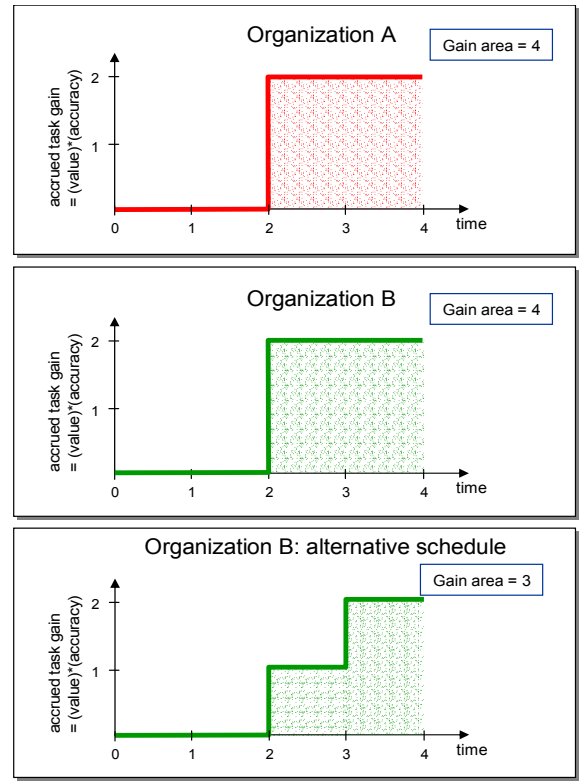 Organization A
Gain area = 4
accrued task gain
= (value)*(accuracy)
2
1
0 1 2 3 4
time
Organization B
Gain area = 4
accrued task gain
= (value)*(accuracy)
2
1
0 1 2 3 4
time
Organization B: alternative schedule
Gain area = 3
accrued task gain
= (value)*(accuracy)
2
1
0 1 2 3 4
time